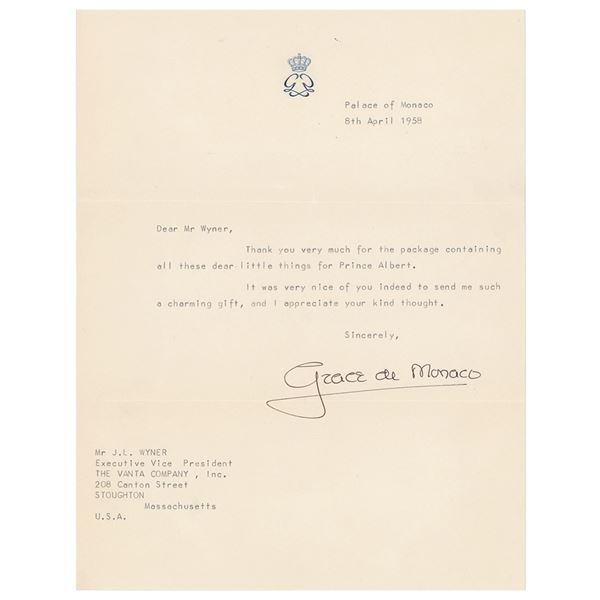 Palace of Monaco
8th April 1958
Dear Mr Wyner,
Thank you very much for the package containing
all these dear little things for Prince Albert.
It was very nice of you indeed to send me such
a charming gift, and I appreciate your kind thought.
Sincerely,
Grace de Monaco
Mr J.L. WYNER
Executive Vice President
THE VANTA COMPANY , Inc.
208 Canton Street
STOUGHTON
Massachusetts
U.S.A.